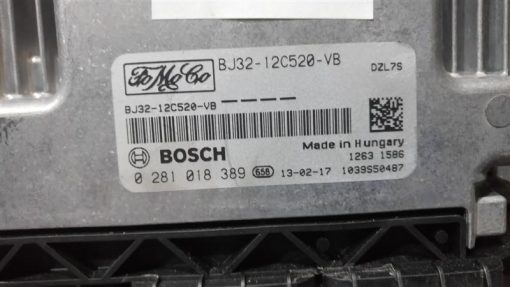 FoMoCo BJ32-12C520-VB DZL7S
BJ32-12C520-VB
Made in Hungary
BOSCH 1263 1586
0 281 018 389 658 13-02-17 1039S50487